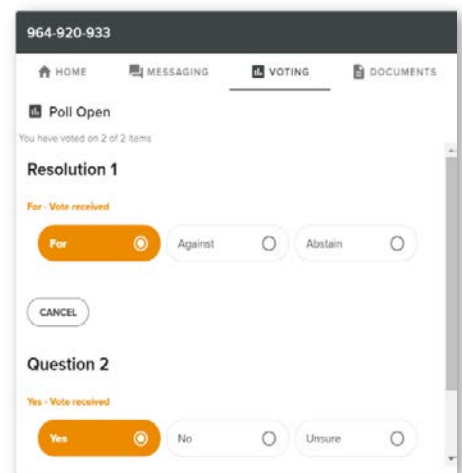 964-920-933
HOME MESSAGING VOTING DOCUMENTS
Poll Open
You have voted on 2 of 2 items
Resolution 1
For - Vote received
For Against Abstain
CANCEL
Question 2
Yes - Vote received
Yes No Unsure